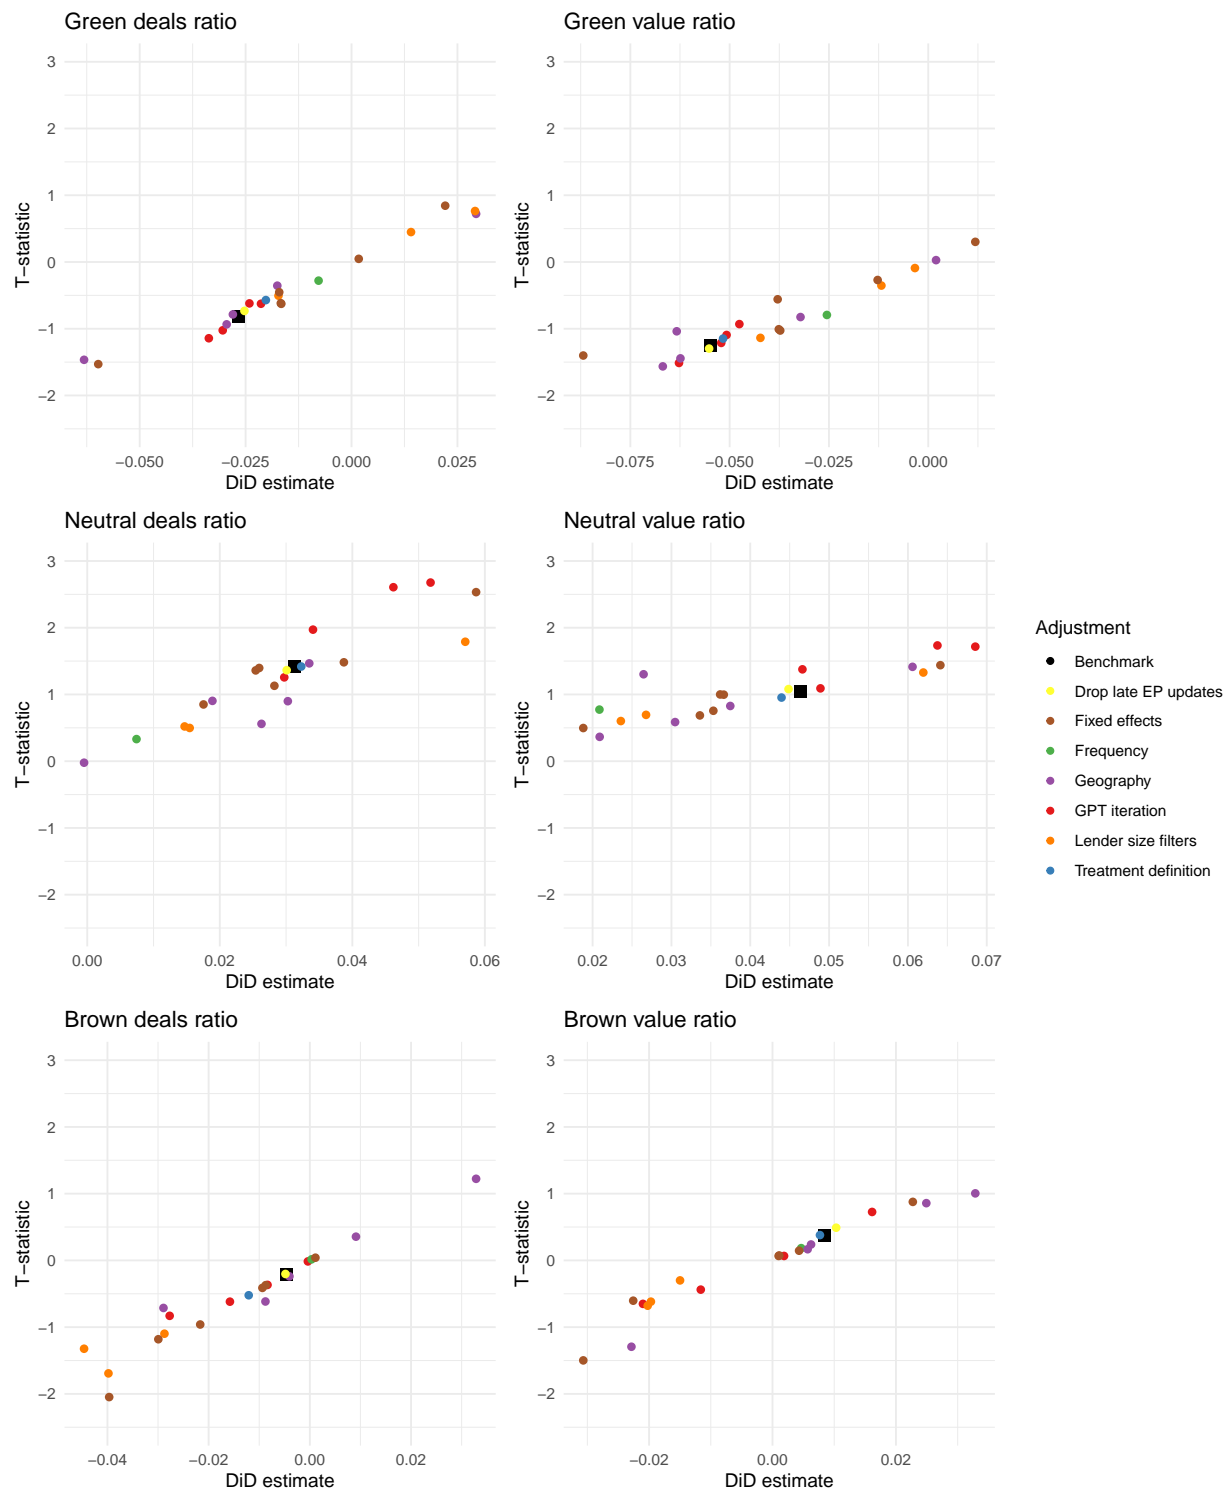 Green deals ratio
Green value ratio
3
2
1
0
−1
−2
T−statistic
−0.050
−0.025
0.000
0.025
DiD estimate
3
2
1
0
−1
−2
T−statistic
−0.075
−0.050
−0.025
0.000
DiD estimate
Neutral deals ratio
Neutral value ratio
3
2
1
0
−1
−2
T−statistic
0.00
0.02
0.04
0.06
DiD estimate
3
2
1
0
−1
−2
T−statistic
0.02
0.03
0.04
0.05
0.06
0.07
DiD estimate
Adjustment
Benchmark
Drop late EP updates
Fixed effects
Frequency
Geography
GPT iteration
Lender size filters
Treatment definition
Brown deals ratio
Brown value ratio
3
2
1
0
−1
−2
T−statistic
−0.04
−0.02
0.00
0.02
DiD estimate
3
2
1
0
−1
−2
T−statistic
−0.02
0.00
0.02
DiD estimate